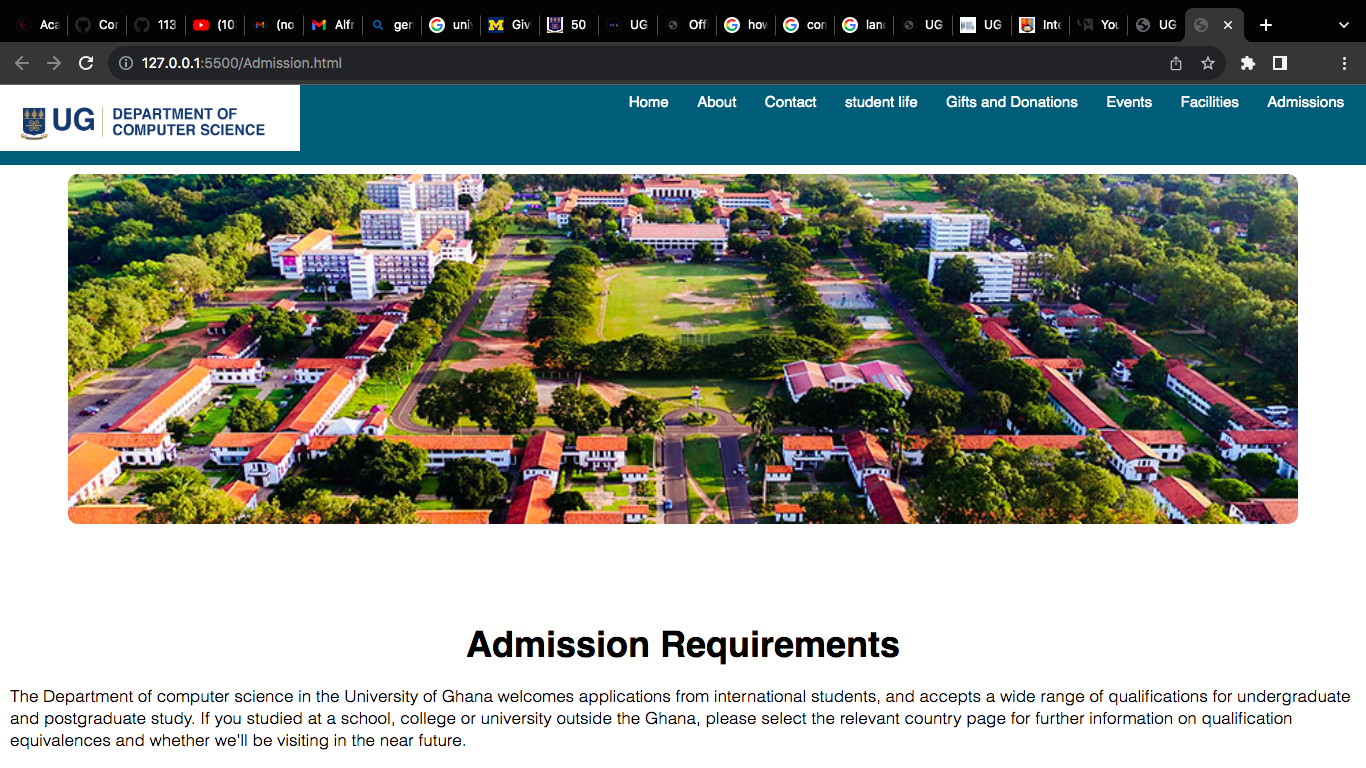 Aca
Cor
113
(10
(no
Alfr
ger
univ
Giv
50
UG
Offi
how
cor
lan
UG
UG
Inte
You
UG
127.0.0.1:5500/Admission.html
UG DEPARTMENT OF
COMPUTER SCIENCE
Home About Contact student life Gifts and Donations Events Facilities Admissions
Admission Requirements
The Department of computer science in the University of Ghana welcomes applications from international students, and accepts a wide range of qualifications for undergraduate
and postgraduate study. If you studied at a school, college or university outside the Ghana, please select the relevant country page for further information on qualification
equivalences and whether we'll be visiting in the near future.